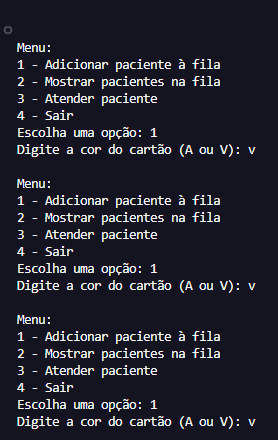 Menu:
1 - Adicionar paciente à fila
2 - Mostrar pacientes na fila
3 - Atender paciente
4 - Sair
Escolha uma opção: 1
Digite a cor do cartão (A ou V): v
Menu:
1 - Adicionar paciente à fila
2 - Mostrar pacientes na fila
3 - Atender paciente
4 - Sair
Escolha uma opção: 1
Digite a cor do cartão (A ou V): v
Menu:
1 - Adicionar paciente à fila
2 - Mostrar pacientes na fila
3 - Atender paciente
4 - Sair
Escolha uma opção: 1
Digite a cor do cartão (A ou V): v